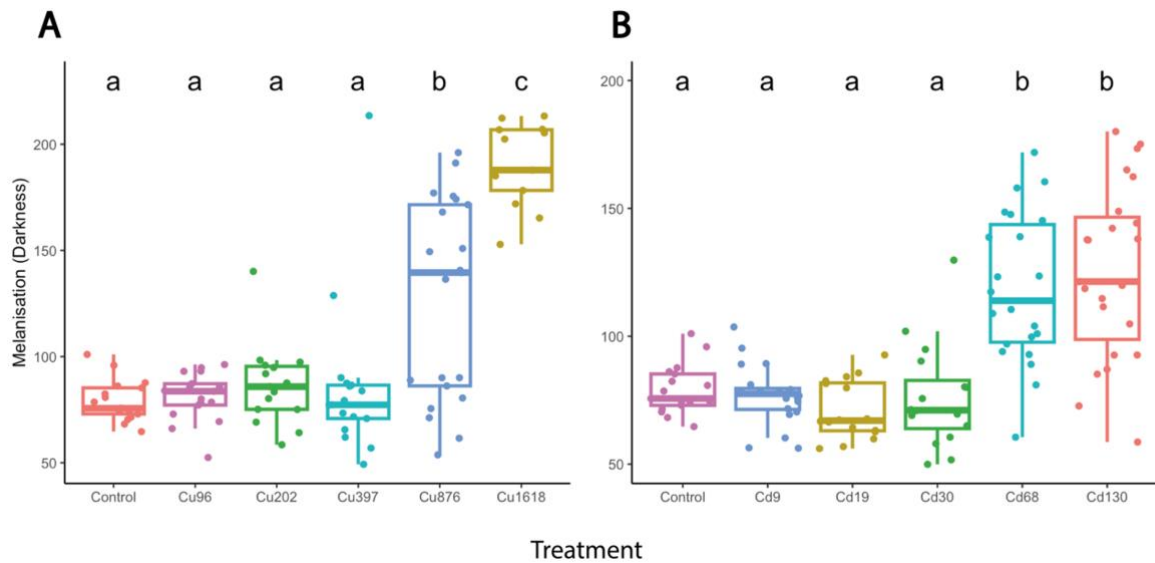 A
B
a a a a b c
a a a a b b
Melanisation (Darkness)
200
150
100
50
200
150
100
50
Control Cu96 Cu202 Cu397 Cu876 Cu1618
Control Cd9 Cd19 Cd30 Cd68 Cd130
Treatment